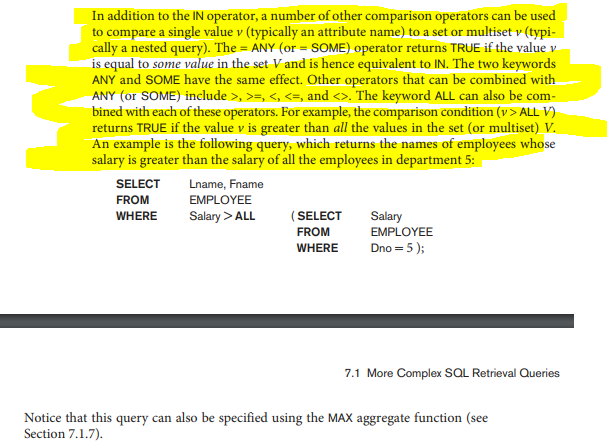 In addition to the IN operator, a number of other comparison operators can be used
to compare a single value v (typically an attribute name) to a set or multiset v (typi-
cally a nested query). The = ANY (or = SOME) operator returns TRUE if the value v
is equal to some value in the set V and is hence equivalent to IN. The two keywords
ANY and SOME have the same effect. Other operators that can be combined with
ANY (or SOME) include >, >=, <, <=, and <>. The keyword ALL can also be com-
bined with each of these operators. For example, the comparison condition (v > ALL V)
returns TRUE if the value v is greater than all the values in the set (or multiset) V.
An example is the following query, which returns the names of employees whose
salary is greater than the salary of all the employees in department 5:
SELECT Lname, Fname
FROM EMPLOYEE
WHERE Salary > ALL ( SELECT Salary
FROM EMPLOYEE
WHERE Dno = 5 );
7.1 More Complex SQL Retrieval Queries
Notice that this query can also be specified using the MAX aggregate function (see
Section 7.1.7).